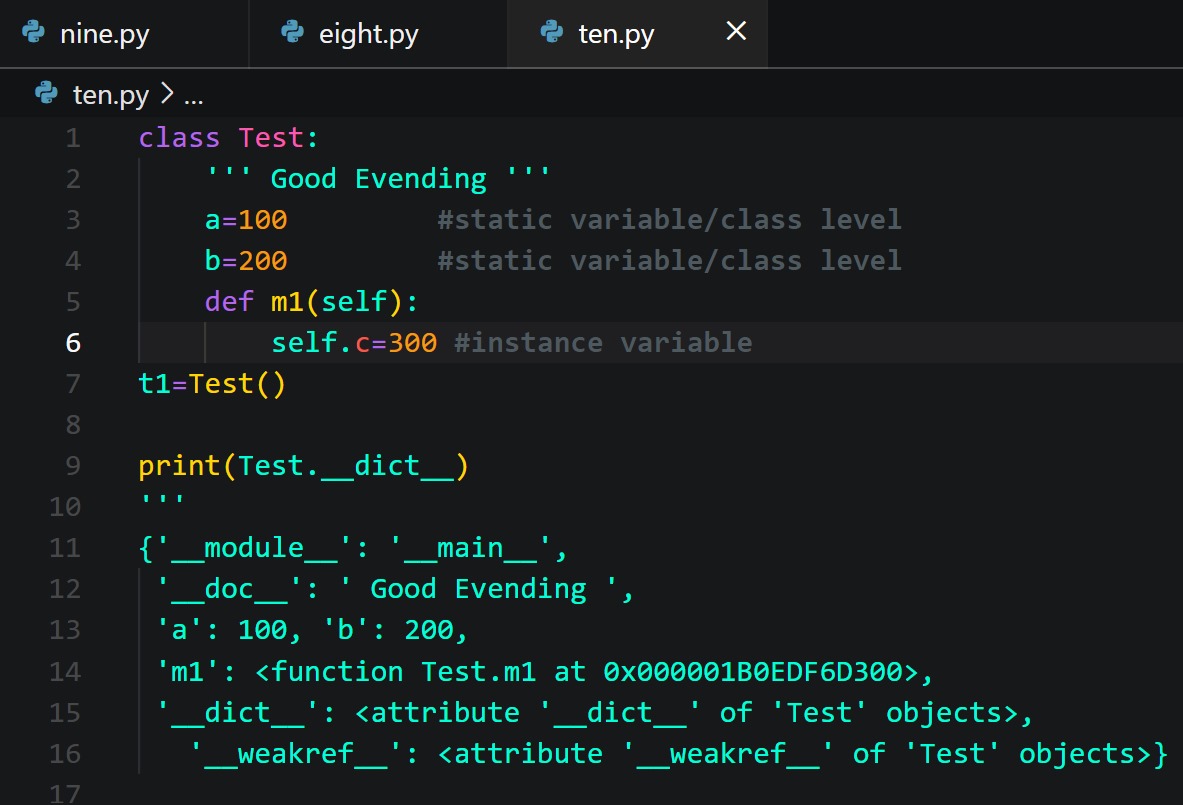 nine.py eight.py ten.py ×
ten.py > ...
1 class Test:
2 ''' Good Evending '''
3 a=100 #static variable/class level
4 b=200 #static variable/class level
5 def m1(self):
6 self.c=300 #instance variable
7 t1=Test()
8
9 print(Test.__dict__)
10 '''
11 {'__module__': '__main__',
12 '__doc__': ' Good Evending ',
13 'a': 100, 'b': 200,
14 'm1': <function Test.m1 at 0x000001B0EDF6D300>,
15 '__dict__': <attribute '__dict__' of 'Test' objects>,
16 '__weakref__': <attribute '__weakref__' of 'Test' objects>}
17